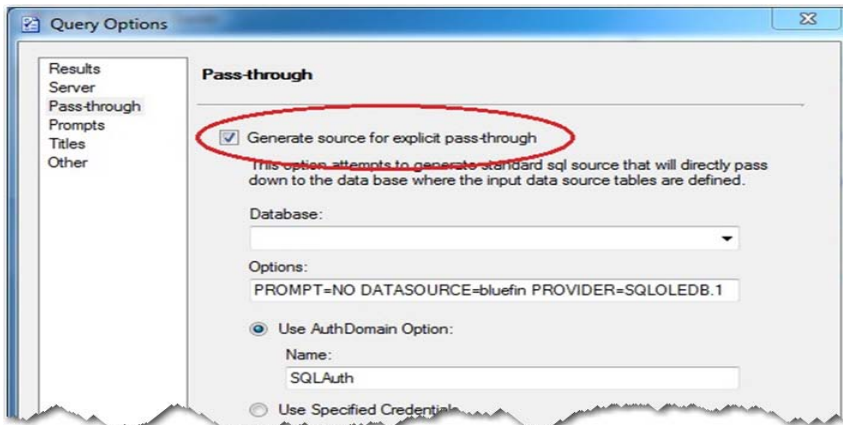 Query Options
Results
Server
Pass-through
Prompts
Titles
Other
Pass-through
Generate source for explicit pass-through
This option attempts to generate standard sql source that will directly pass
down to the data base where the input data source tables are defined.
Database:
Options:
PROMPT=NO DATASOURCE=bluefin PROVIDER=SQLOLEDB.1
Use AuthDomain Option:
Name:
SQLAuth
Use Specified Credentials